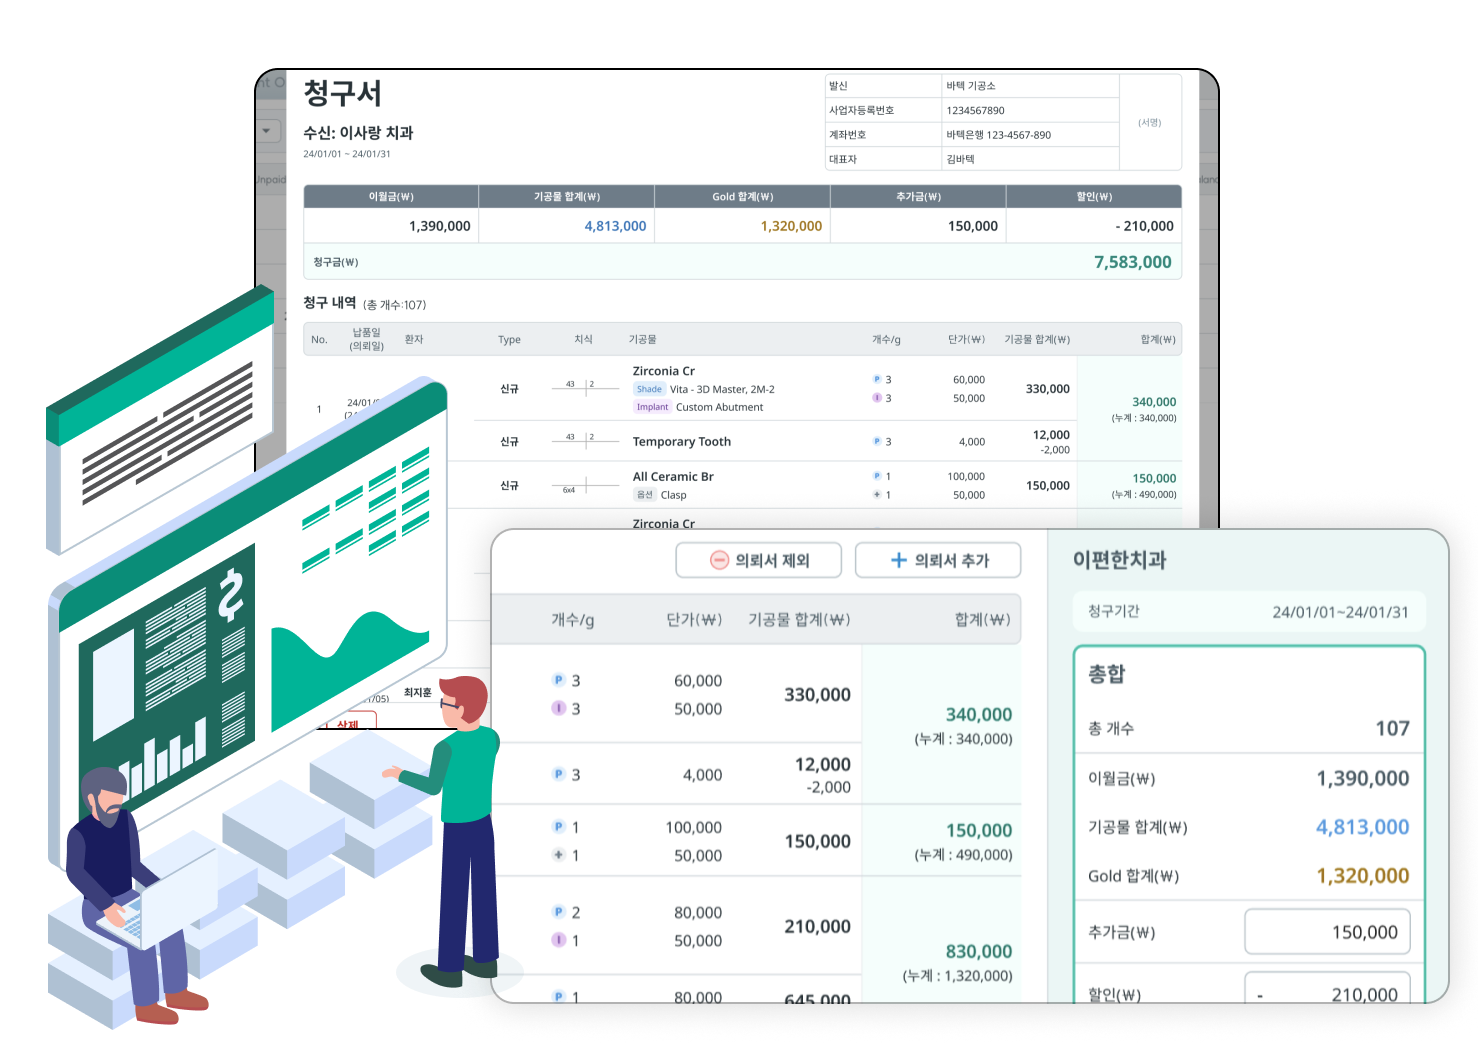 청구서
수신: 이사랑 치과
24/01/01 ~ 24/01/31
발신 바텍 기공소
사업자등록번호 1234567890
계좌번호 바텍은행 123-4567-890
대표자 김바텍
(서명)
이월금(₩) 기공물 합계(₩) Gold 합계(₩) 추가금(₩) 할인(₩)
1,390,000 4,813,000 1,320,000 150,000 - 210,000
청구금(₩) 7,583,000
청구 내역 (총 개수:107)
No. 납품일 (의뢰일) 환자 Type 치식 기공물 개수/g 단가(₩) 기공물 합계(₩) 합계(₩)
Zirconia Cr
신규 43 2 Shade Vita - 3D Master, 2M-2 P 3 60,000 330,000
Implant Custom Abutment I 3 50,000
1 340,000
(누계 : 340,000)
신규 43 2 Temporary Tooth P 3 4,000 12,000
-2,000
All Ceramic Br P 1 100,000 150,000
신규 6x4 옵션 Clasp + 1 50,000 150,000
(누계 : 490,000)
Zirconia Cr
최지훈
삭제
의뢰서 제외 의뢰서 추가
개수/g 단가(₩) 기공물 합계(₩) 합계(₩)
P 3 60,000 330,000
I 3 50,000
340,000
(누계 : 340,000)
P 3 4,000 12,000
-2,000
P 1 100,000 150,000 150,000
+ 1 50,000 (누계 : 490,000)
P 2 80,000 210,000
I 1 50,000
830,000
(누계 : 1,320,000)
P 1 80,000 645,000
이편한치과
청구기간 24/01/01~24/01/31
총합
총 개수 107
이월금(₩) 1,390,000
기공물 합계(₩) 4,813,000
Gold 합계(₩) 1,320,000
추가금(₩) 150,000
할인(₩) - 210,000
$